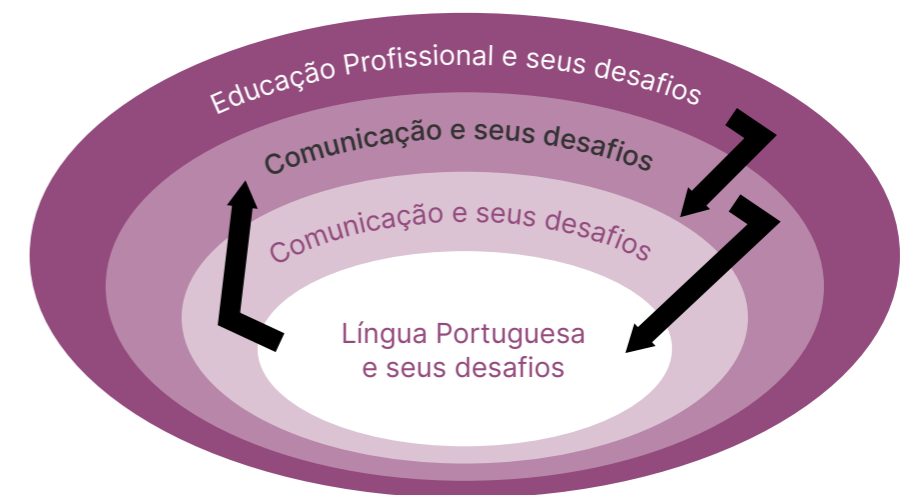 Educação Profissional e seus desafios
Comunicação e seus desafios
Comunicação e seus desafios
Língua Portuguesa
e seus desafios